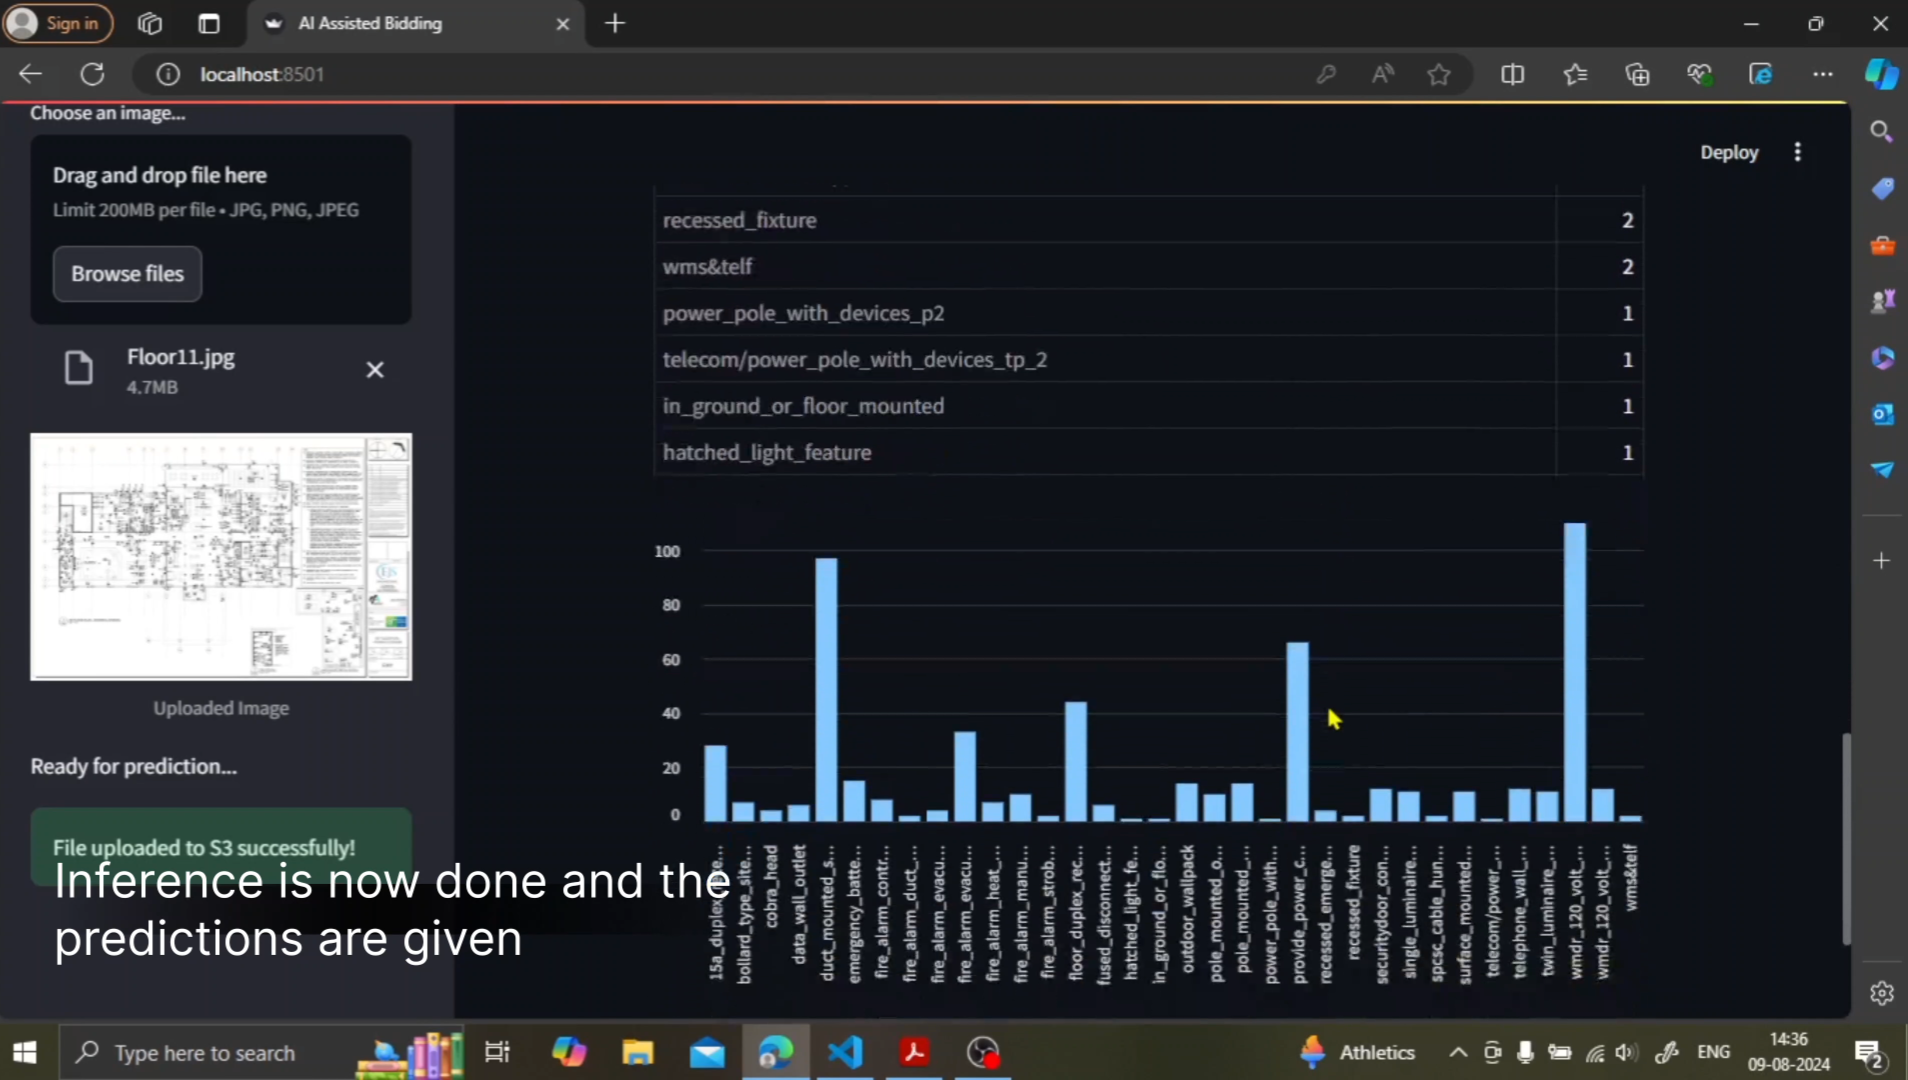 Sign in
AI Assisted Bidding
localhost:8501
Choose an image...
Drag and drop file here
Limit 200MB per file • JPG, PNG, JPEG
Browse files
Floor11.jpg
4.7MB
Uploaded Image
Ready for prediction...
File uploaded to S3 successfully!
Inference is now done and the
predictions are given
Deploy
recessed_fixture 2
wms&telf 2
power_pole_with_devices_p2 1
telecom/power_pole_with_devices_tp_2 1
in_ground_or_floor_mounted 1
hatched_light_feature 1
100
80
60
40
20
0
15a_duplex
bollard_type_site...
cobra_head
data_wall_outlet
duct_mounted_s...
emergency_batte...
fire_alarm_contr...
fire_alarm_duct_...
fire_alarm_evacu...
fire_alarm_evacu...
fire_alarm_heat_...
fire_alarm_manu...
fire_alarm_strob...
floor_duplex_rec...
fused_disconnect...
hatched_light_fe...
in_ground_or_flo...
outdoor_wallpack
pole_mounted_o...
pole_mounted_...
power_pole_with...
provide_power_c...
recessed_emerge...
recessed_fixture
securitydoor_con...
single_luminaire...
spcsc_cable_hun...
surface_mounted...
telecom/power_...
telephone_wall_...
twin_luminaire_...
wmdr_120_volt_...
wmdr_120_volt_...
wms&telf
Type here to search
Athletics
ENG
14:36
09-08-2024
2